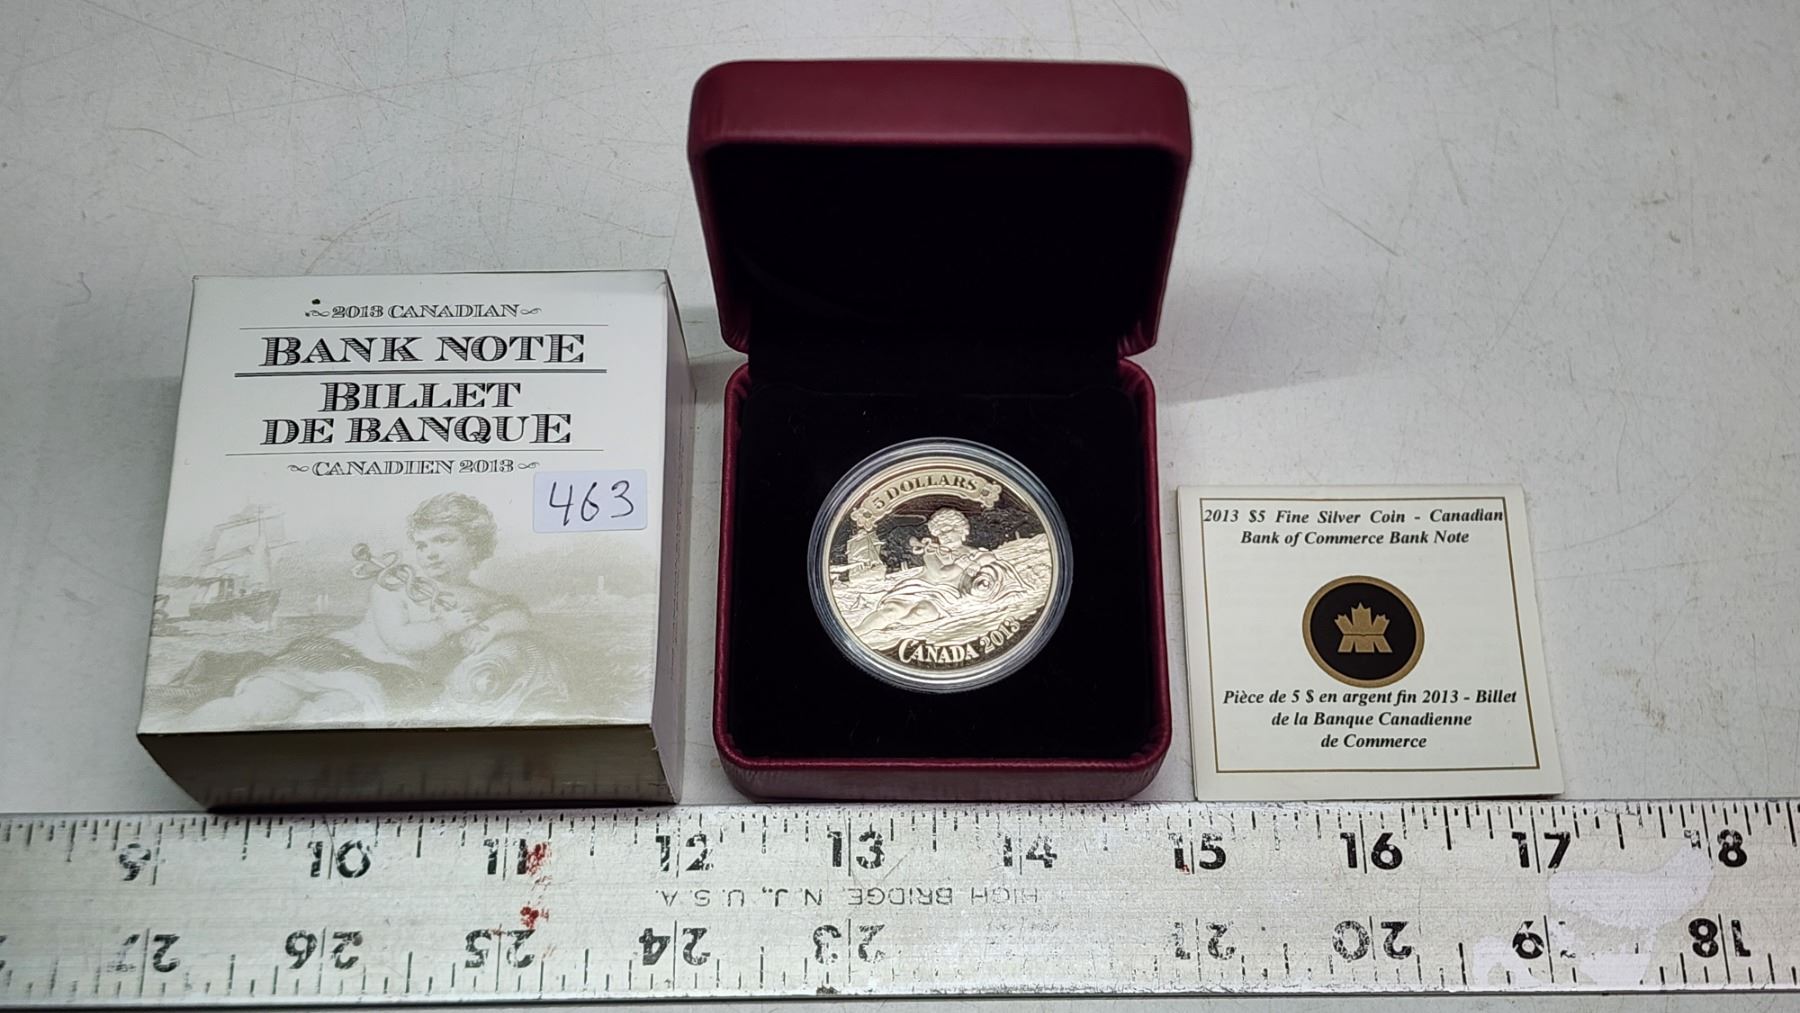 2013 CANADIAN
BANK NOTE
BILLET
DE BANQUE
CANADIEN 2013
463
5 DOLLARS
CANADA 2013
2013 $5 Fine Silver Coin - Canadian
Bank of Commerce Bank Note
Pièce de 5 $ en argent fin 2013 - Billet
de la Banque Canadienne
de Commerce
9 10 11 12 13 14 15 16 17 18
HIGH BRIDGE, N.J., U.S.A.
27 26 25 24 23 21 20 19 18